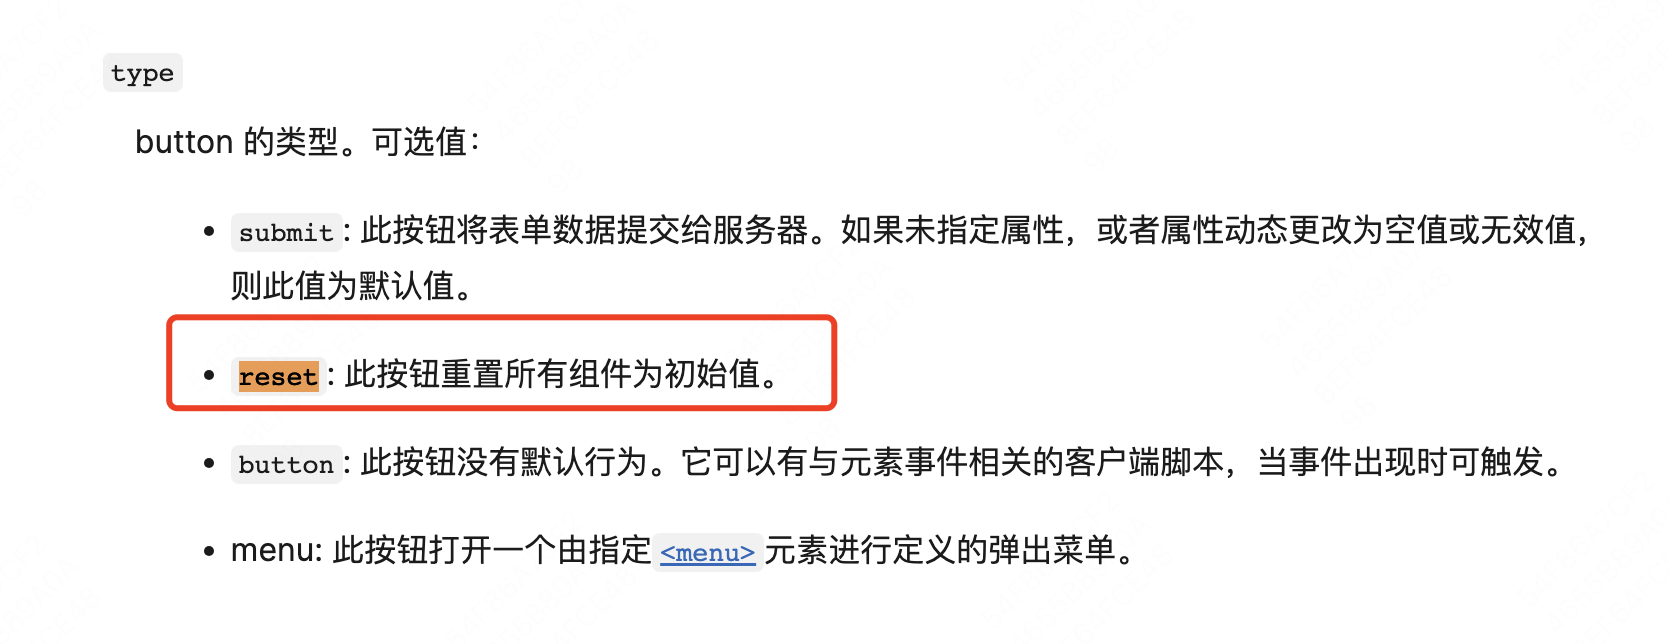 type
button 的类型。可选值：
submit: 此按钮将表单数据提交给服务器。如果未指定属性，或者属性动态更改为空值或无效值，
则此值为默认值。
reset: 此按钮重置所有组件为初始值。
button: 此按钮没有默认行为。它可以有与元素事件相关的客户端脚本，当事件出现时可触发。
menu: 此按钮打开一个由指定<menu>元素进行定义的弹出菜单。